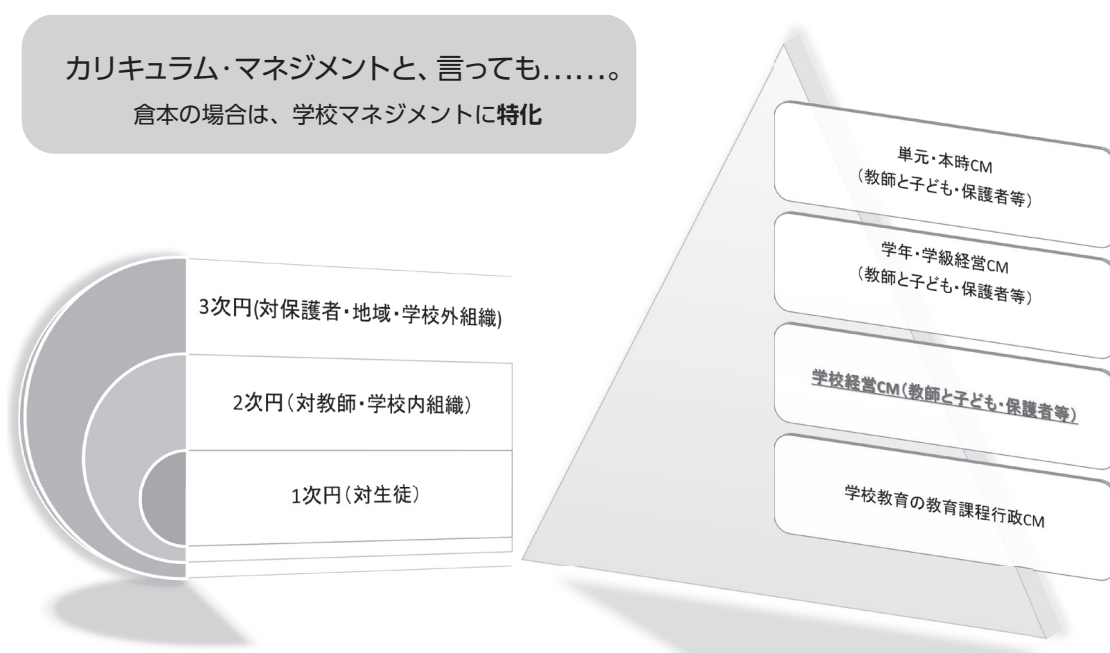 カリキュラム・マネジメントと、言っても……。
倉本の場合は、学校マネジメントに特化
3次円(対保護者・地域・学校外組織)
2次円(対教師・学校内組織)
1次円(対生徒)
単元・本時CM
(教師と子ども・保護者等)
学年・学級経営CM
(教師と子ども・保護者等)
学校経営CM(教師と子ども・保護者等)
学校教育の教育課程行政CM